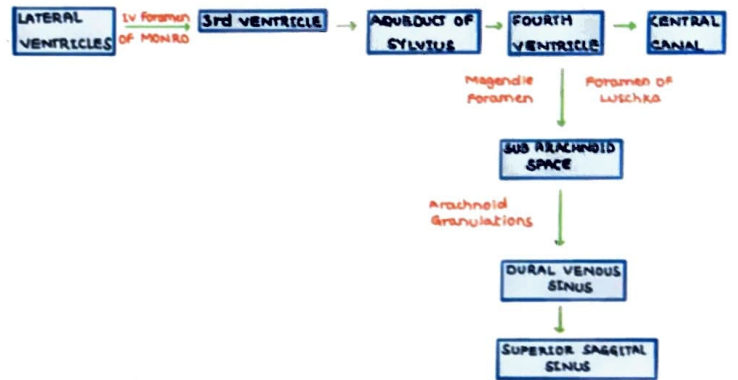 LATERAL
VENTRICLES
IV Foramen
OF MONRO
3rd VENTRICLE
AQUEDUCT OF
SYLVIUS
FOURTH
VENTRICLE
CENTRAL
CANAL
Magendie
Foramen
Foramen OF
Luschka
SUB ARACHNOID
SPACE
Arachnoid
Granulations
DURAL VENOUS
SINUS
SUPERIOR SAGGITAL
SINUS